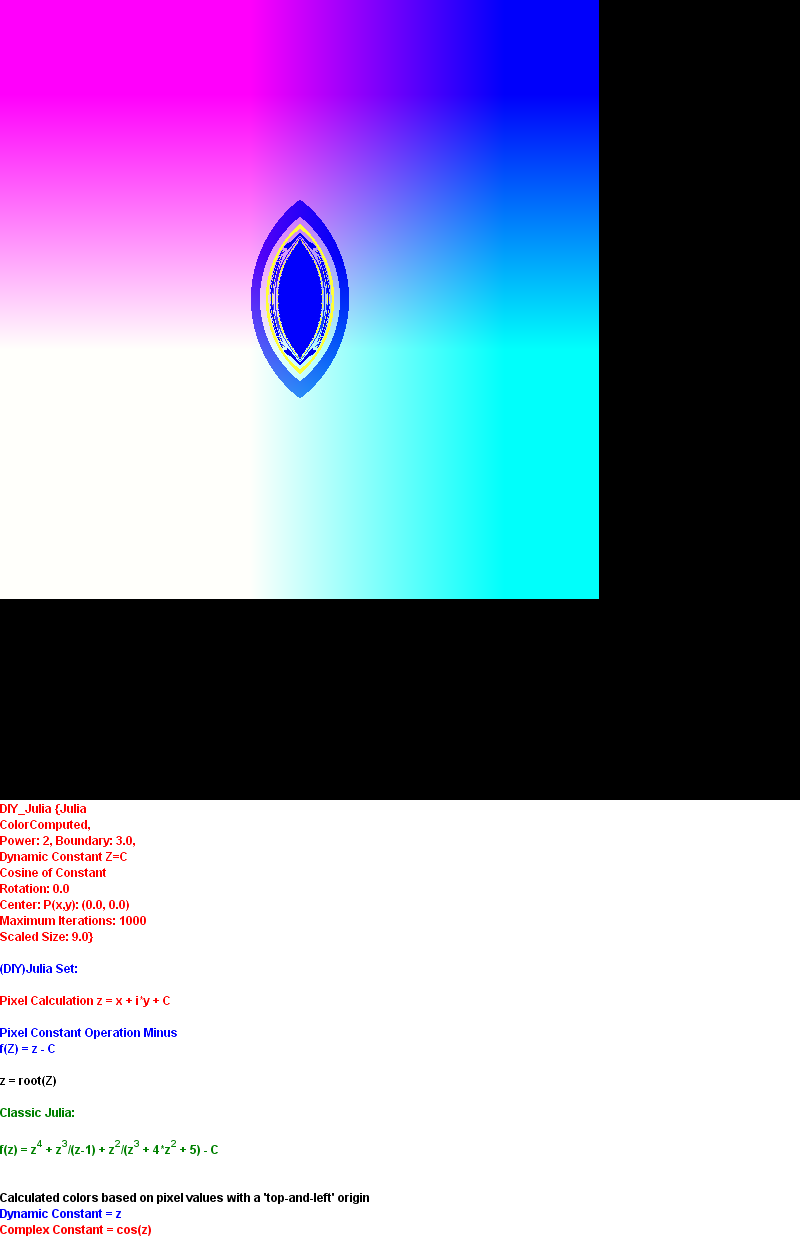 DIY_Julia {Julia
ColorComputed,
Power: 2, Boundary: 3.0,
Dynamic Constant Z=C
Cosine of Constant
Rotation: 0.0
Center: P(x,y): (0.0, 0.0)
Maximum Iterations: 1000
Scaled Size: 9.0}
(DIY)Julia Set:
Pixel Calculation z = x + i*y + C
Pixel Constant Operation Minus
f(Z) = z - C
z = root(Z)
Classic Julia:
f(z) = z^4 + z^3/(z-1) + z^2/(z^3 + 4*z^2 + 5) - C
Calculated colors based on pixel values with a 'top-and-left' origin
Dynamic Constant = z
Complex Constant = cos(z)